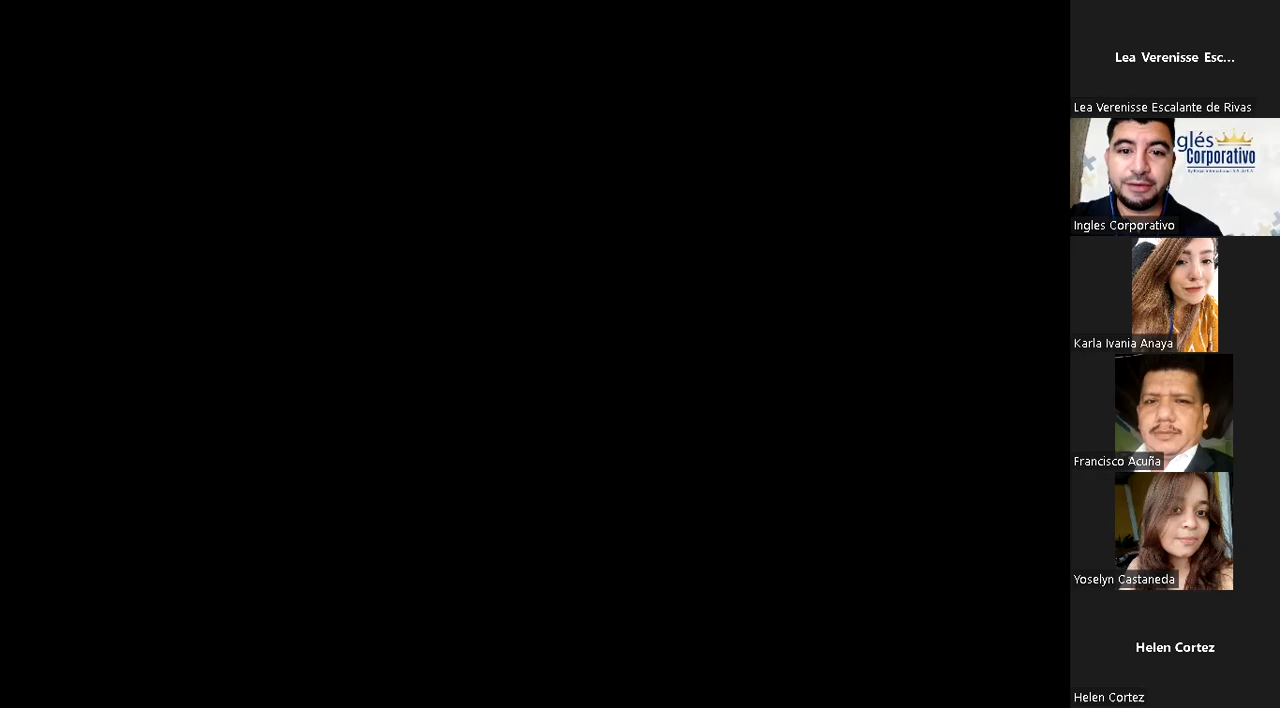 Lea Verenisse Esc...
Lea Verenisse Escalante de Rivas
glés
Corporativo
Ingles Corporativo
Karla Ivania Anaya
Francisco Acuña
Yoselyn Castaneda
Helen Cortez
Helen Cortez